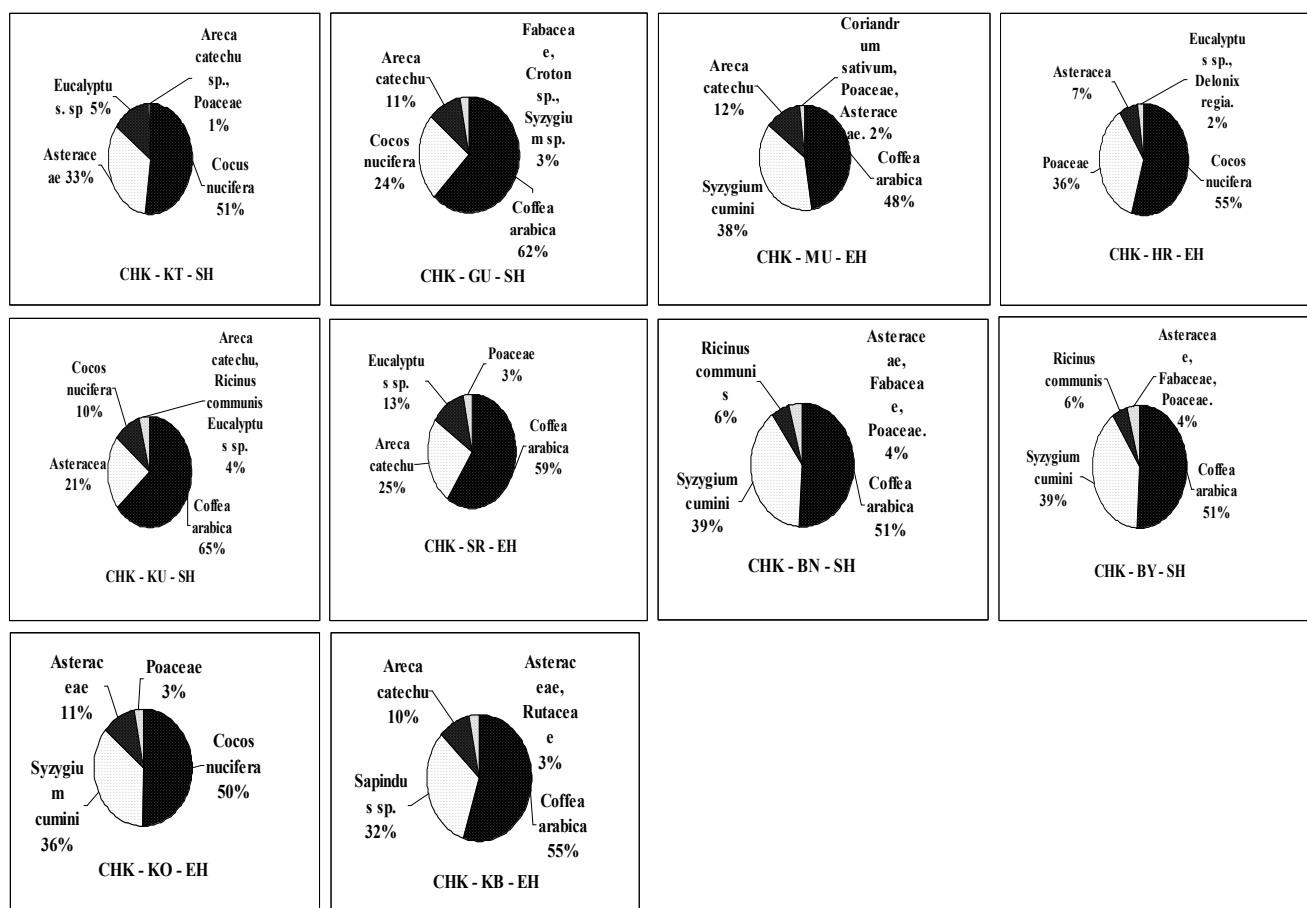 Areca
catechu
sp.,
Poaceae
1%
Eucalyptu
s. sp 5%
Asterace
ae 33%
Cocus
nucifera
51%
CHK - KT - SH
Fabacea
e,
Croton
sp.,
Syzygiu
m sp.
3%
Areca
catechu
11%
Cocos
nucifera
24%
Coffea
arabica
62%
CHK - GU - SH
Coriandr
um
sativum,
Poaceae,
Asterace
ae. 2%
Areca
catechu
12%
Syzygium
cumini
38%
Coffea
arabica
48%
CHK - MU - EH
Eucalyptu
s sp.,
Delonix
regia.
2%
Asteracea
7%
Poaceae
36%
Cocos
nucifera
55%
CHK - HR - EH
Areca
catechu,
Ricinus
communis
Eucalyptu
s sp.
4%
Cocos
nucifera
10%
Asteracea
21%
Coffea
arabica
65%
CHK - KU - SH
Eucalyptu
s sp.
13%
Poaceae
3%
Areca
catechu
25%
Coffea
arabica
59%
CHK - SR - EH
Asterace
ae,
Fabacea
e,
Poaceae.
4%
Ricinus
communi
s
6%
Syzygium
cumini
39%
Coffea
arabica
51%
CHK - BN - SH
Asteracea
e,
Fabaceae,
Poaceae.
4%
Ricinus
communis
6%
Syzygium
cumini
39%
Coffea
arabica
51%
CHK - BY - SH
Asterac
eae
11%
Poaceae
3%
Syzygiu
m
cumini
36%
Cocos
nucifera
50%
CHK - KO - EH
Areca
catechu
10%
Asterac
eae,
Rutacea
e
3%
Sapindu
s sp.
32%
Coffea
arabica
55%
CHK - KB - EH